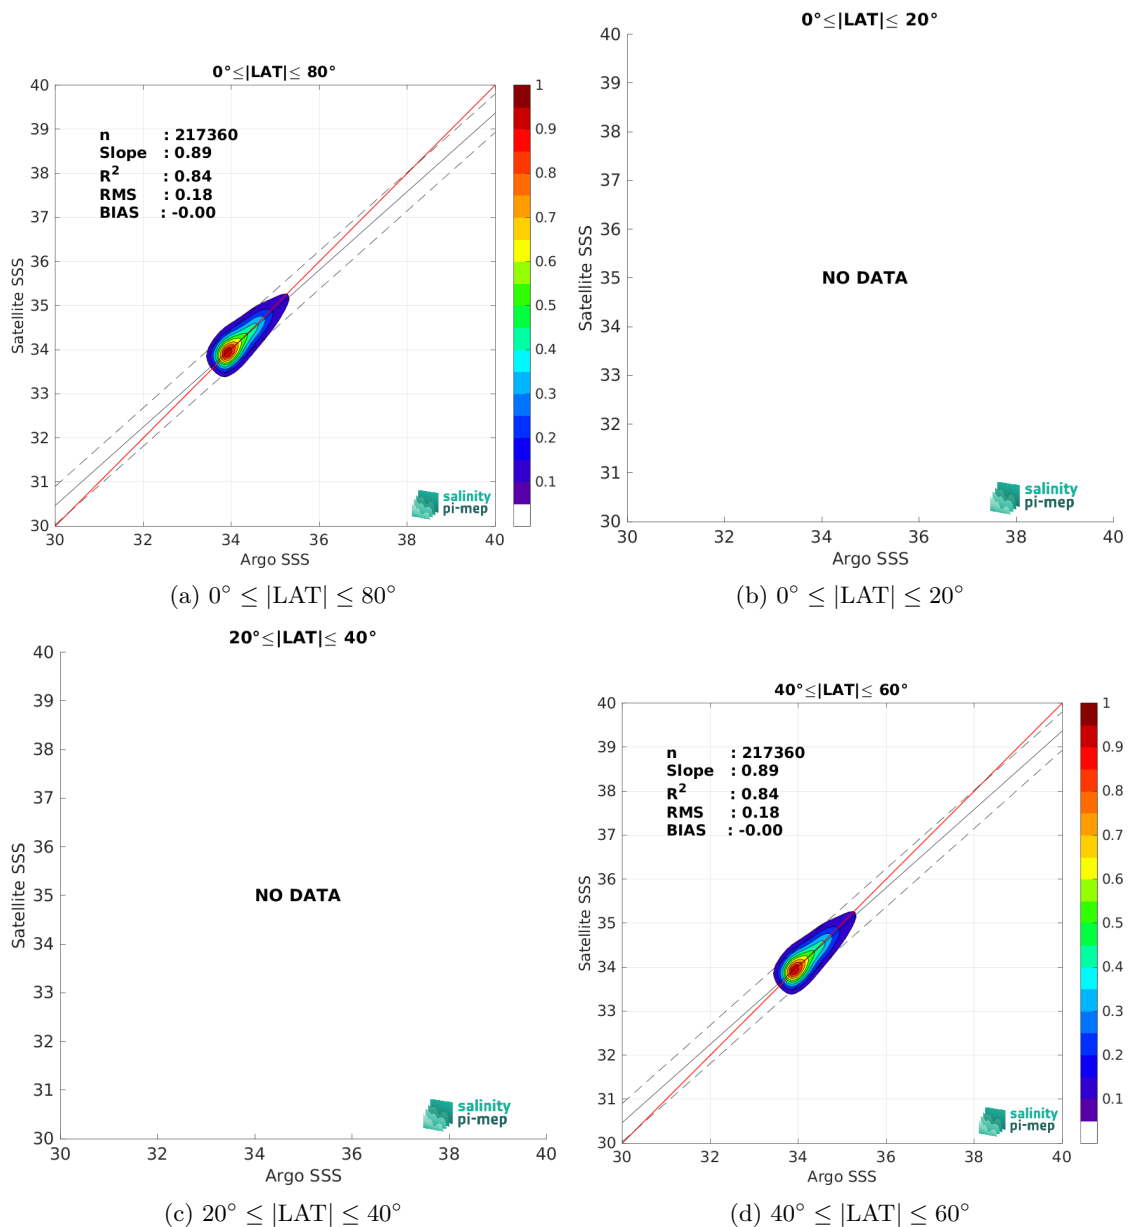 0°≤|LAT|≤ 80°
n : 217360
Slope : 0.89
R² : 0.84
RMS : 0.18
BIAS : -0.00
40
39
38
37
36
35
34
33
32
31
30
30 32 34 36 38 40
Satellite SSS
Argo SSS
1
0.9
0.8
0.7
0.6
0.5
0.4
0.3
0.2
0.1
salinity
pi-mep
(a) 0° ≤ |LAT| ≤ 80°
0°≤|LAT|≤ 20°
40
39
38
37
36
35
34
33
32
31
30
30 32 34 36 38 40
Satellite SSS
Argo SSS
NO DATA
salinity
pi-mep
(b) 0° ≤ |LAT| ≤ 20°
20°≤|LAT|≤ 40°
40
39
38
37
36
35
34
33
32
31
30
30 32 34 36 38 40
Satellite SSS
Argo SSS
NO DATA
salinity
pi-mep
(c) 20° ≤ |LAT| ≤ 40°
40°≤|LAT|≤ 60°
n : 217360
Slope : 0.89
R² : 0.84
RMS : 0.18
BIAS : -0.00
40
39
38
37
36
35
34
33
32
31
30
30 32 34 36 38 40
Satellite SSS
Argo SSS
1
0.9
0.8
0.7
0.6
0.5
0.4
0.3
0.2
0.1
salinity
pi-mep
(d) 40° ≤ |LAT| ≤ 60°